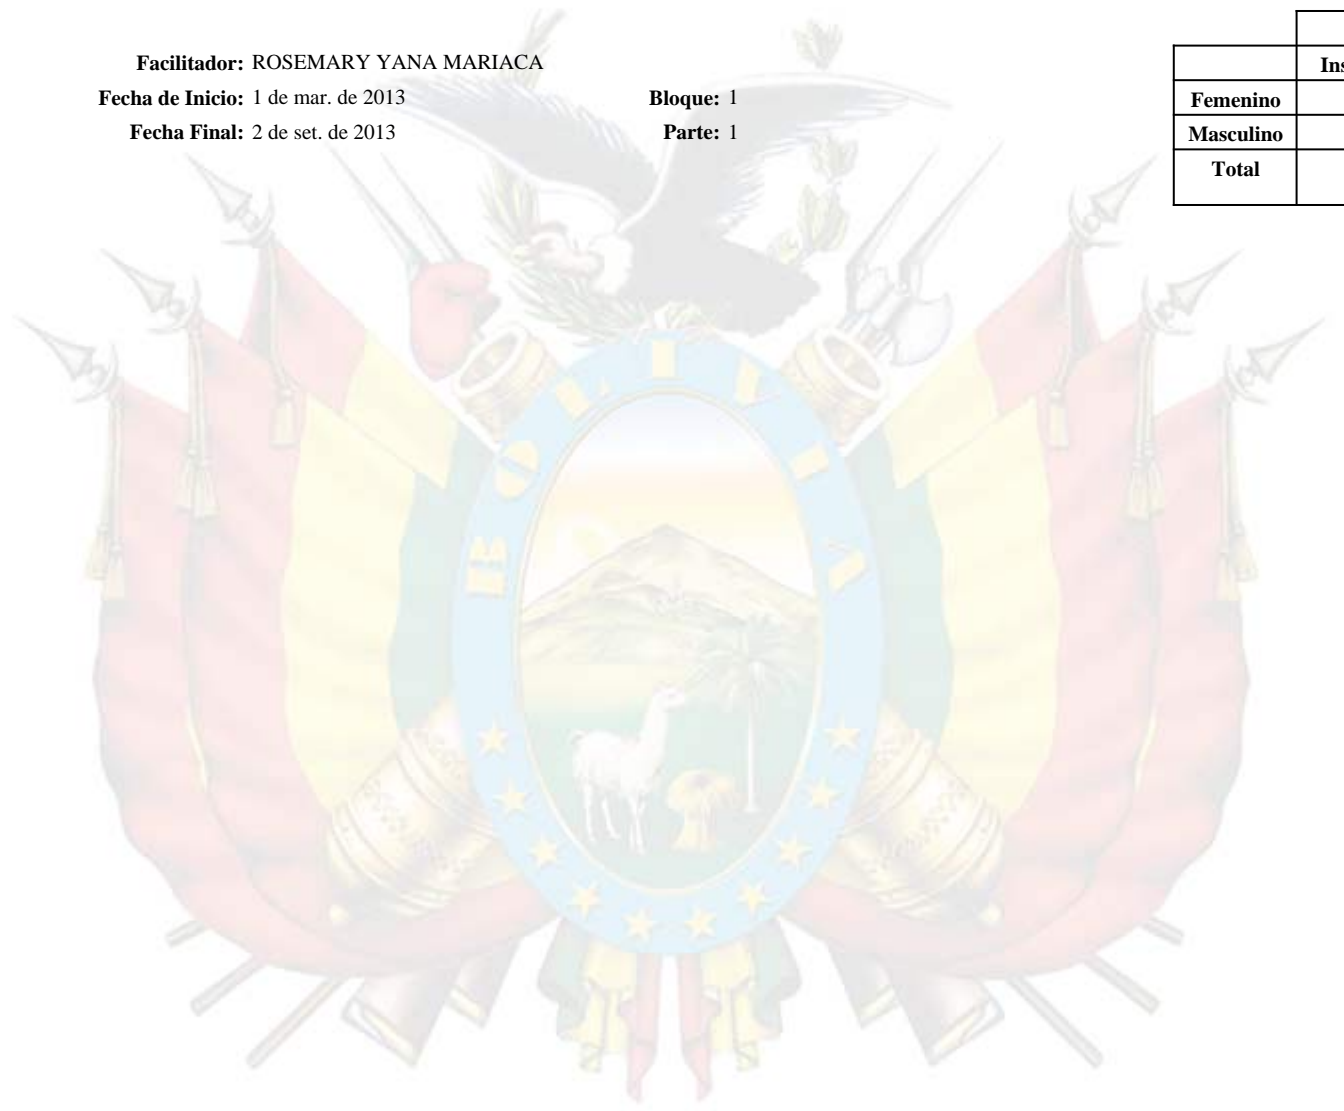 Facilitador: ROSEMARY YANA MARIACA
Fecha de Inicio: 1 de mar. de 2013 Bloque: 1
Fecha Final: 2 de set. de 2013 Parte: 1
Femenino
Masculino
Total
BOLIVIA